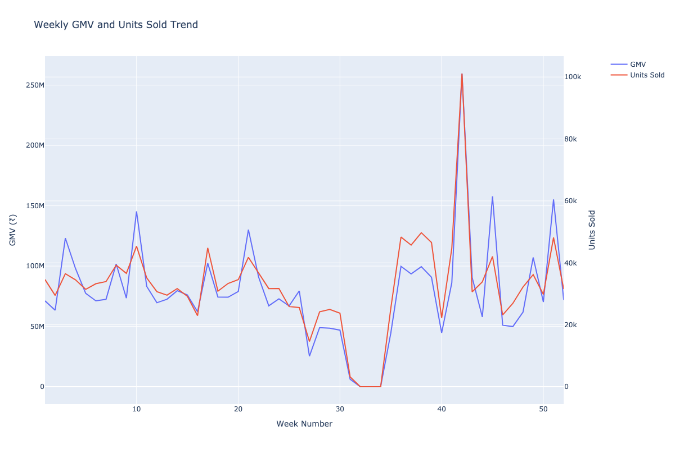 Weekly GMV and Units Sold Trend
GMV
Units Sold
250M
200M
150M
100M
50M
0
GMV (₹)
100k
80k
60k
40k
20k
0
Units Sold
10
20
30
40
50
Week Number